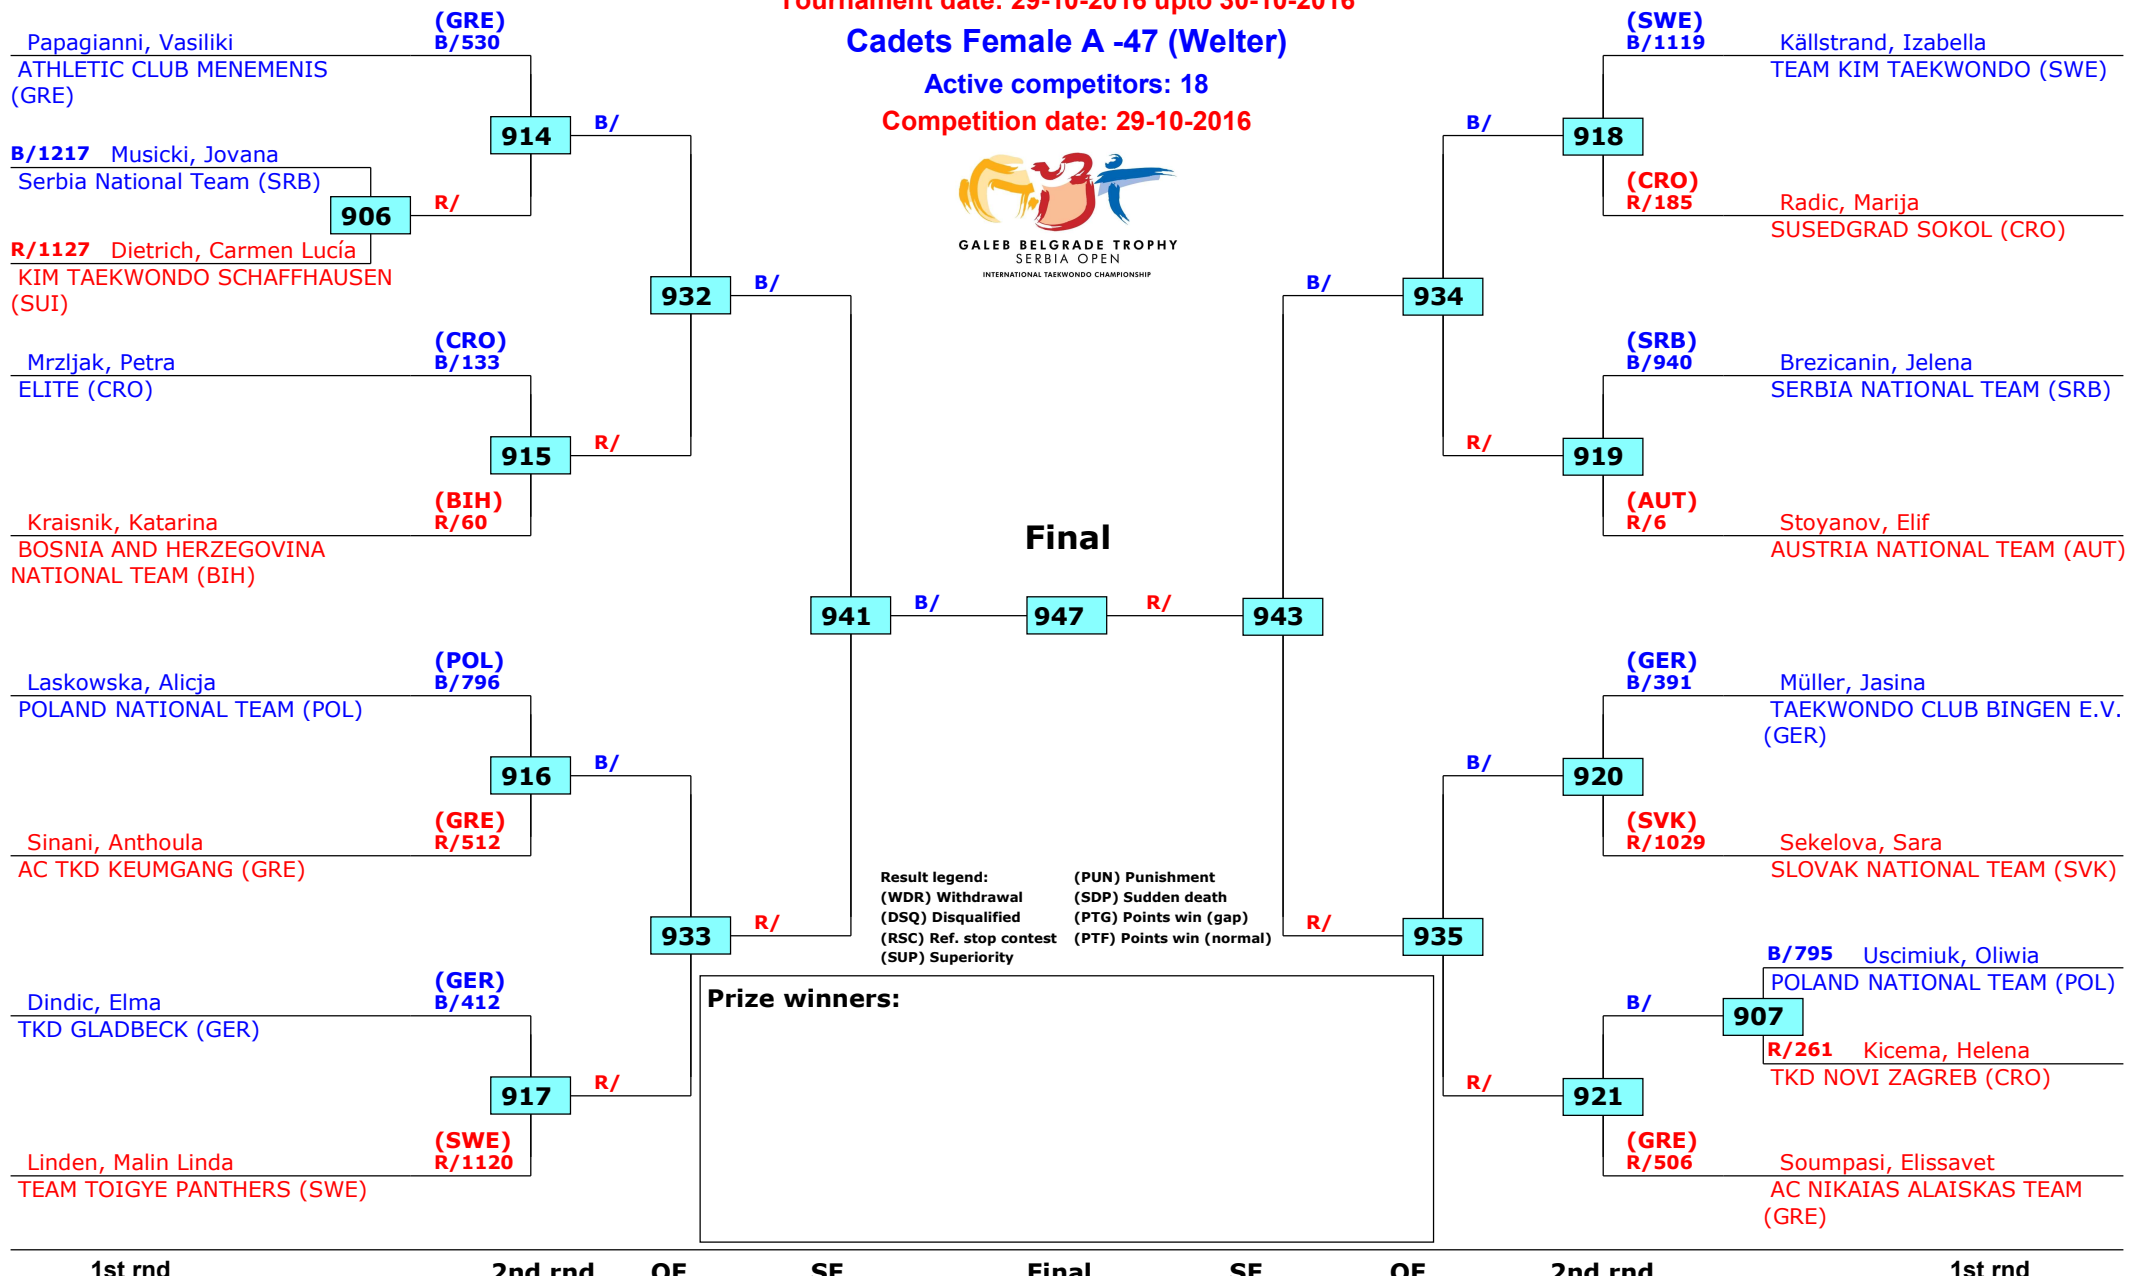 Tournament date: 29-10-2016 upto 30-10-2016
Cadets Female A -47 (Welter)
Active competitors: 18
Competition date: 29-10-2016
GALEB BELGRADE TROPHY
SERBIA OPEN
INTERNATIONAL TAEKWONDO CHAMPIONSHIP
(GRE)
Papagianni, Vasiliki B/530
ATHLETIC CLUB MENEMENIS
(GRE)
914 B/
B/1217 Musicki, Jovana
Serbia National Team (SRB)
906 R/
R/1127 Dietrich, Carmen Lucía
KIM TAEKWONDO SCHAFFHAUSEN
(SUI)
932 B/
(CRO)
Mrzljak, Petra B/133
ELITE (CRO)
915 R/
(BIH)
Kraisnik, Katarina R/60
BOSNIA AND HERZEGOVINA
NATIONAL TEAM (BIH)
941 B/
(POL)
Laskowska, Alicja B/796
POLAND NATIONAL TEAM (POL)
916 B/
(GRE)
Sinani, Anthoula R/512
AC TKD KEUMGANG (GRE)
933 R/
(GER)
Dindic, Elma B/412
TKD GLADBECK (GER)
917 R/
(SWE)
Linden, Malin Linda R/1120
TEAM TOIGYE PANTHERS (SWE)
Final
947
(SWE)
B/1119 Källstrand, Izabella
TEAM KIM TAEKWONDO (SWE)
B/ 918
(CRO)
R/185 Radic, Marija
SUSEDGRAD SOKOL (CRO)
B/ 934
(SRB)
B/940 Brezicanin, Jelena
SERBIA NATIONAL TEAM (SRB)
R/ 919
(AUT)
R/6 Stoyanov, Elif
AUSTRIA NATIONAL TEAM (AUT)
R/ 943
(GER)
B/391 Müller, Jasina
TAEKWONDO CLUB BINGEN E.V.
(GER)
B/ 920
(SVK)
R/1029 Sekelova, Sara
SLOVAK NATIONAL TEAM (SVK)
R/ 935
B/795 Uscimiuk, Oliwia
POLAND NATIONAL TEAM (POL)
B/ 907
R/261 Kicema, Helena
TKD NOVI ZAGREB (CRO)
R/ 921
(GRE)
R/506 Soumpasi, Elissavet
AC NIKAIAS ALAISKAS TEAM
(GRE)
Result legend: (PUN) Punishment
(WDR) Withdrawal (SDP) Sudden death
(DSQ) Disqualified (PTG) Points win (gap)
(RSC) Ref. stop contest (PTF) Points win (normal)
(SUP) Superiority
Prize winners:
1st rnd 2nd rnd QF SF Final SF QF 2nd rnd 1st rnd